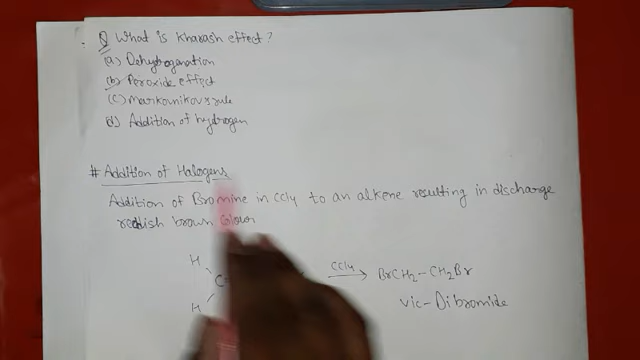 Q What is Kharash effect?
(a) Dehydrogenation
(b) Peroxide effect
(c) Markovnikov's rule
(d) Addition of hydrogen
# Addition of Halogens
Addition of Bromine in CCl4 to an alkene resulting in discharge
reddish brown colour
H
C
CCl4
BrCH2-CH2Br
H
vic-Dibromide